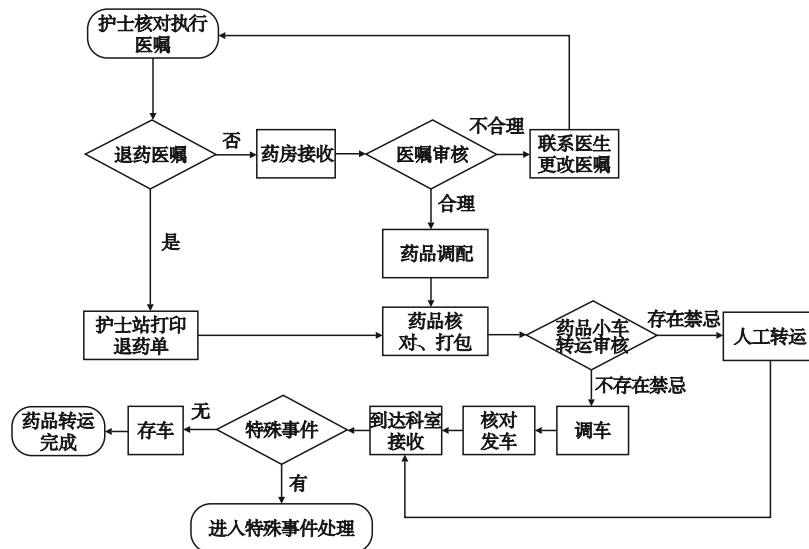 护士核对执行
医嘱
退药医嘱
否
药房接收
医嘱审核
不合理
联系医生
更改医嘱
合理
是
药品调配
护士站打印
退药单
药品核
对、打包
药品小车
转运审核
存在禁忌
人工转运
不存在禁忌
药品转运
完成
存车
无
特殊事件
到达科室
接收
核对
发车
调车
有
进入特殊事件处理